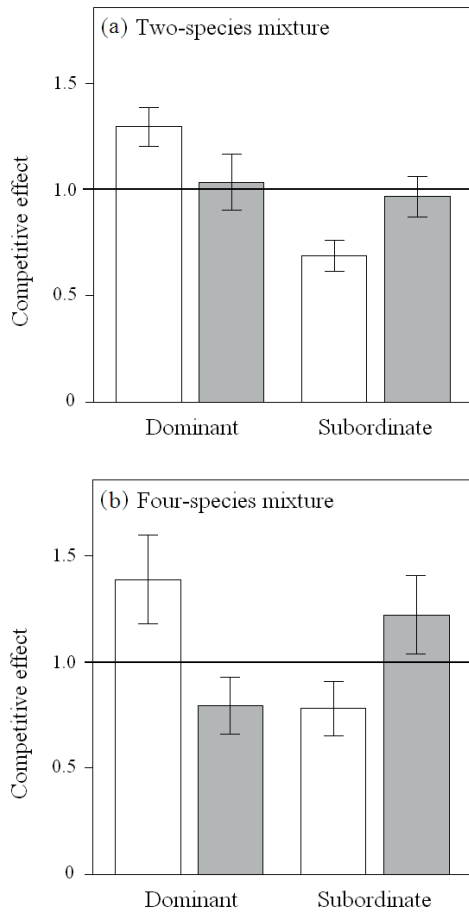 (a) Two-species mixture
1.5
1.0
0.5
0
Competitive effect
Dominant Subordinate
(b) Four-species mixture
1.5
1.0
0.5
0
Competitive effect
Dominant Subordinate